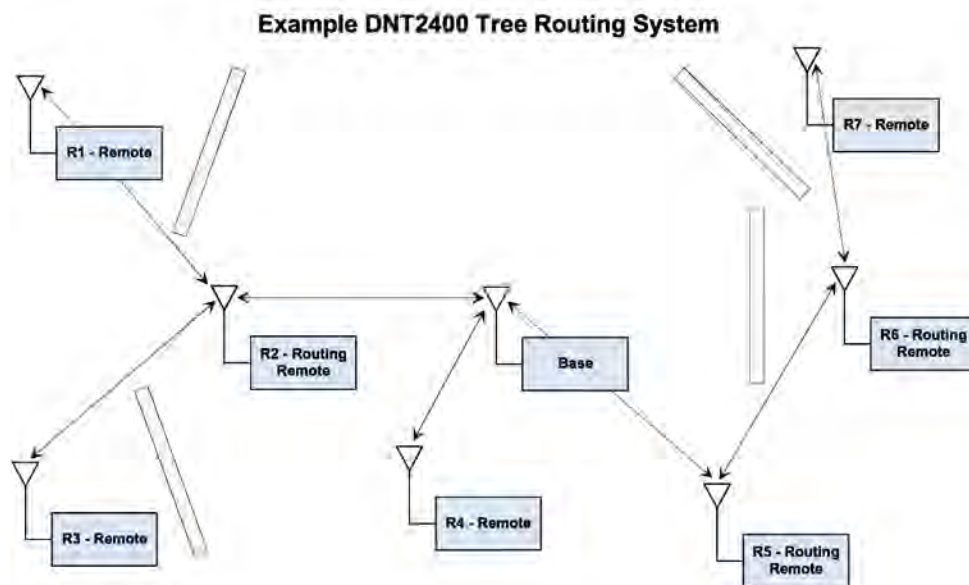 Example DNT2400 Tree Routing System
R1 - Remote
R7 - Remote
R2 - Routing
Remote
Base
R6 - Routing
Remote
R3 - Remote
R4 - Remote
R5 - Routing
Remote